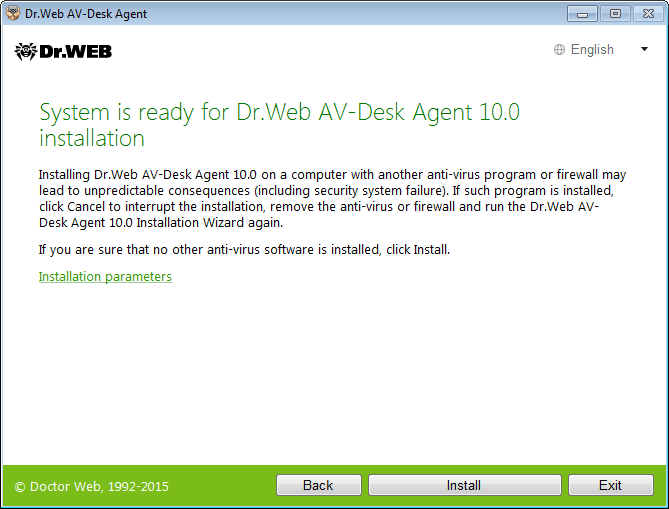 Dr.Web AV-Desk Agent
Dr.WEB
English
System is ready for Dr.Web AV-Desk Agent 10.0
installation
Installing Dr.Web AV-Desk Agent 10.0 on a computer with another anti-virus program or firewall may
lead to unpredictable consequences (including security system failure). If such program is installed,
click Cancel to interrupt the installation, remove the anti-virus or firewall and run the Dr.Web AV-
Desk Agent 10.0 Installation Wizard again.
If you are sure that no other anti-virus software is installed, click Install.
Installation parameters
© Doctor Web, 1992-2015
Back
Install
Exit